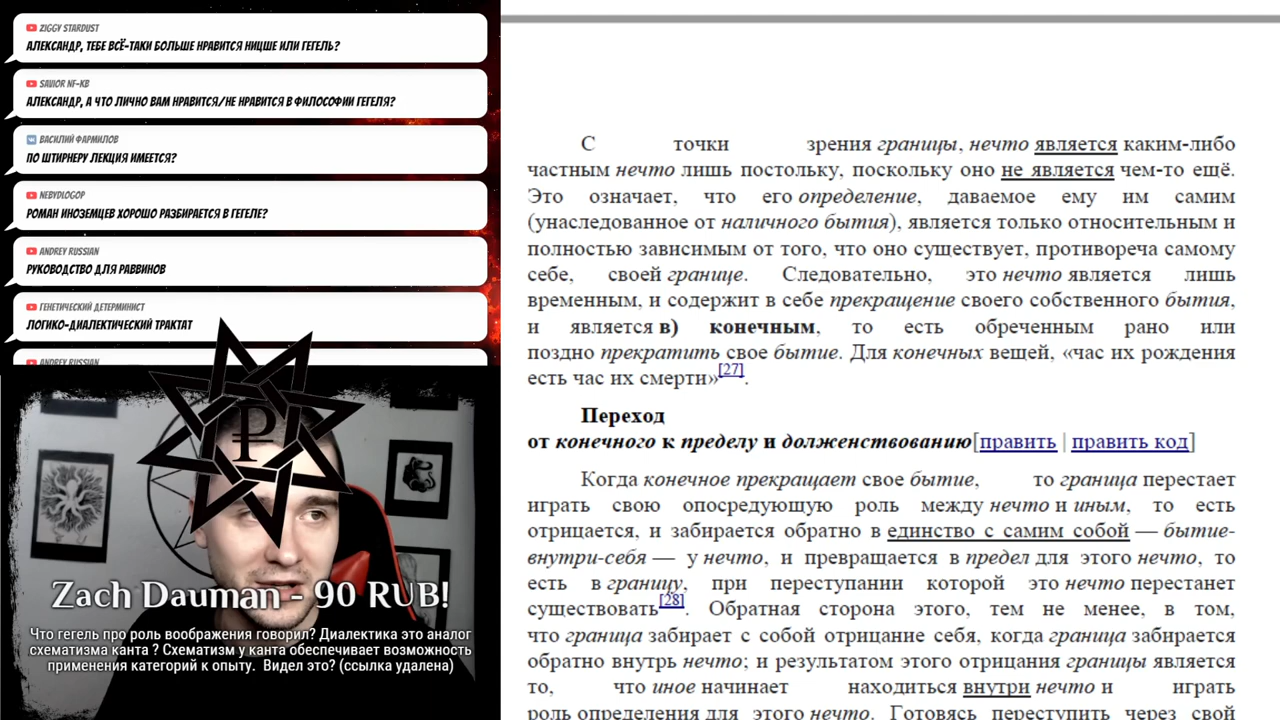 ZIGGY STARDUST
АЛЕКСАНДР, ТЕБЕ ВСЁ-ТАКИ БОЛЬШЕ НРАВИТСЯ НИЦШЕ ИЛИ ГЕГЕЛЬ?
SAVIOR NF-KB
АЛЕКСАНДР, А ЧТО ЛИЧНО ВАМ НРАВИТСЯ/НЕ НРАВИТСЯ В ФИЛОСОФИИ ГЕГЕЛЯ?
ВАСИЛИЙ ФАРМИЛОВ
ПО ШТИРНЕРУ ЛЕКЦИЯ ИМЕЕТСЯ?
NEBYDLOGOP
РОМАН ИНОЗЕМЦЕВ ХОРОШО РАЗБИРАЕТСЯ В ГЕГЕЛЕ?
ANDREY RUSSIAN
РУКОВОДСТВО ДЛЯ РАВВИНОВ
ГЕНЕТИЧЕСКИЙ ДЕТЕРМИНИСТ
ЛОГИКО-ДИАЛЕКТИЧЕСКИЙ ТРАКТАТ
ANDREY RUSSIAN
₽
Zach Dauman - 90 RUB!
Что гегель про роль воображения говорил? Диалектика это аналог
схематизма канта ? Схематизм у канта обеспечивает возможность
применения категорий к опыту. Видел это? (ссылка удалена)
С точки зрения границы, нечто является каким-либо
частным нечто лишь постольку, поскольку оно не является чем-то ещё.
Это означает, что его определение, даваемое ему им самим
(унаследованное от наличного бытия), является только относительным и
полностью зависимым от того, что оно существует, противореча самому
себе, своей границе. Следовательно, это нечто является лишь
временным, и содержит в себе прекращение своего собственного бытия,
и является в) конечным, то есть обреченным рано или
поздно прекратить свое бытие. Для конечных вещей, «час их рождения
есть час их смерти»[27].
Переход
от конечного к пределу и долженствованию[править | править код]
Когда конечное прекращает свое бытие, то граница перестает
играть свою опосредующую роль между нечто и иным, то есть
отрицается, и забирается обратно в единство с самим собой — бытие-
внутри-себя — у нечто, и превращается в предел для этого нечто, то
есть в границу, при переступании которой это нечто перестанет
существовать[28]. Обратная сторона этого, тем не менее, в том,
что граница забирает с собой отрицание себя, когда граница забирается
обратно внутрь нечто; и результатом этого отрицания границы является
то, что иное начинает находиться внутри нечто и играть
роль определения для этого нечто. Готовясь переступить через свой